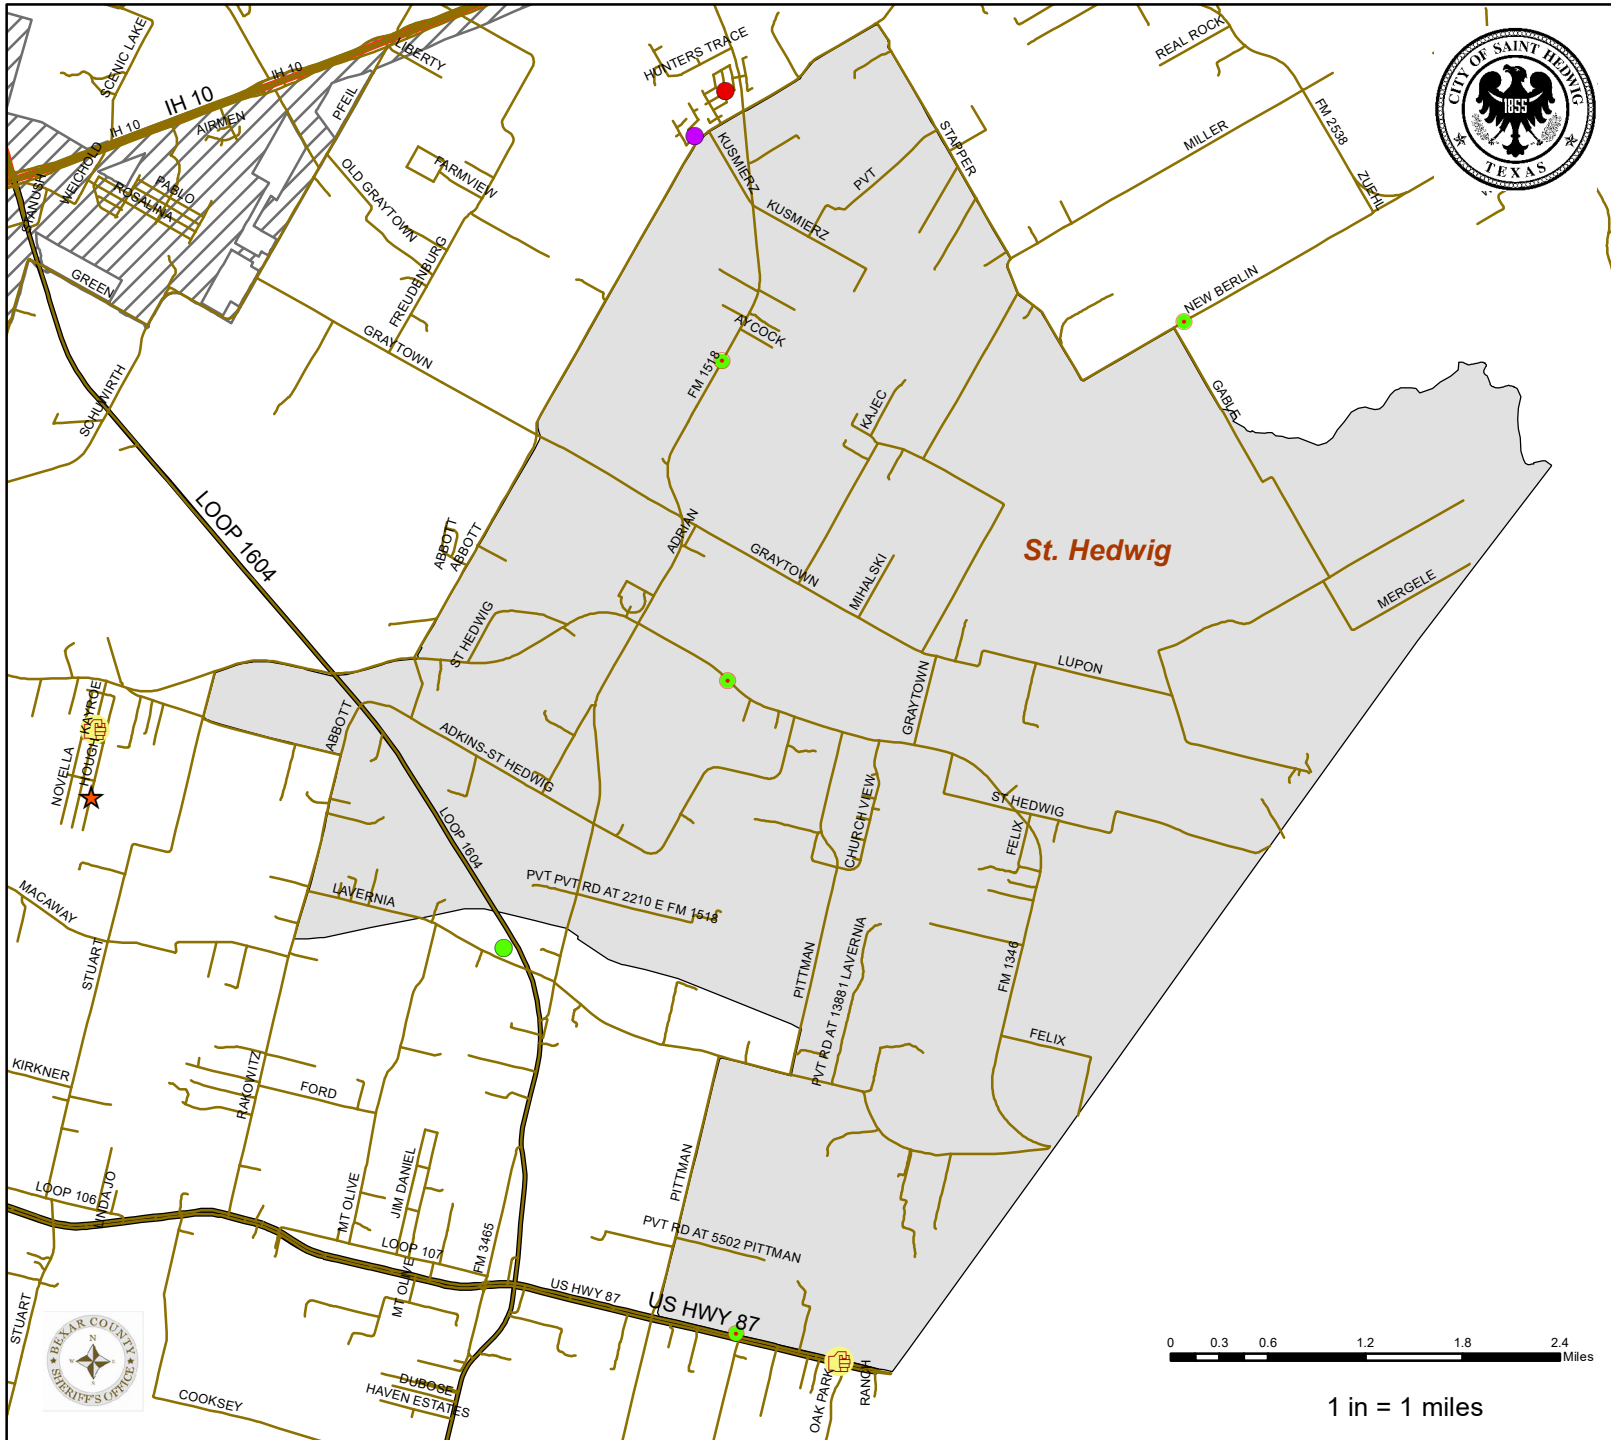 SCENIC LAKE
LIBERTY
IH 10
IH 10
IH 10
AIRMEN
PFEIL
HUNTERS TRACE
REAL ROCK
CITY OF SAINT HEDWIG
1855
TEXAS
FM 2538
MILLER
ZUEHL
STAPPER
KUSMIERZ
PVT
KUSMIERZ
WEICHOLD
STANUSH
PABLO
ROSALINA
OLD GRAYTOWN
FARMVIEW
GREEN
FREUDENBURG
GRAYTOWN
NEW BERLIN
AYCOCK
FM 1518
SCHUWIRTH
KAJEC
GABLE
LOOP 1604
ABBOTT
ABBOTT
ADRIAN
GRAYTOWN
MIHALSKI
St. Hedwig
MERGELE
ST HEDWIG
LUPON
GRAYTOWN
KAYROE
HOUGH
NOVELLA
ABBOTT
ADKINS-ST HEDWIG
LOOP 1604
CHURCH VIEW
ST HEDWIG
FELIX
MACAWAY
LAVERNIA
PVT PVT RD AT 2210 E FM 1518
STUART
PITTMAN
PVT RD AT 13881 LAVERNIA
FM 1346
FELIX
KIRKNER
RAKOWITZ
FORD
LOOP 106
LINDA JO
MT OLIVE
JIM DANIEL
PITTMAN
PVT RD AT 5502 PITTMAN
LOOP 107
FM 3465
MT OLIVE
US HWY 87
US HWY 87
STUART
BEXAR COUNTY
N
W
E
S
SHERIFF'S OFFICE
COOKSEY
DUBOSE
HAVEN ESTATES
OAK PARK
RANCH
0 0.3 0.6 1.2 1.8 2.4
Miles
1 in = 1 miles